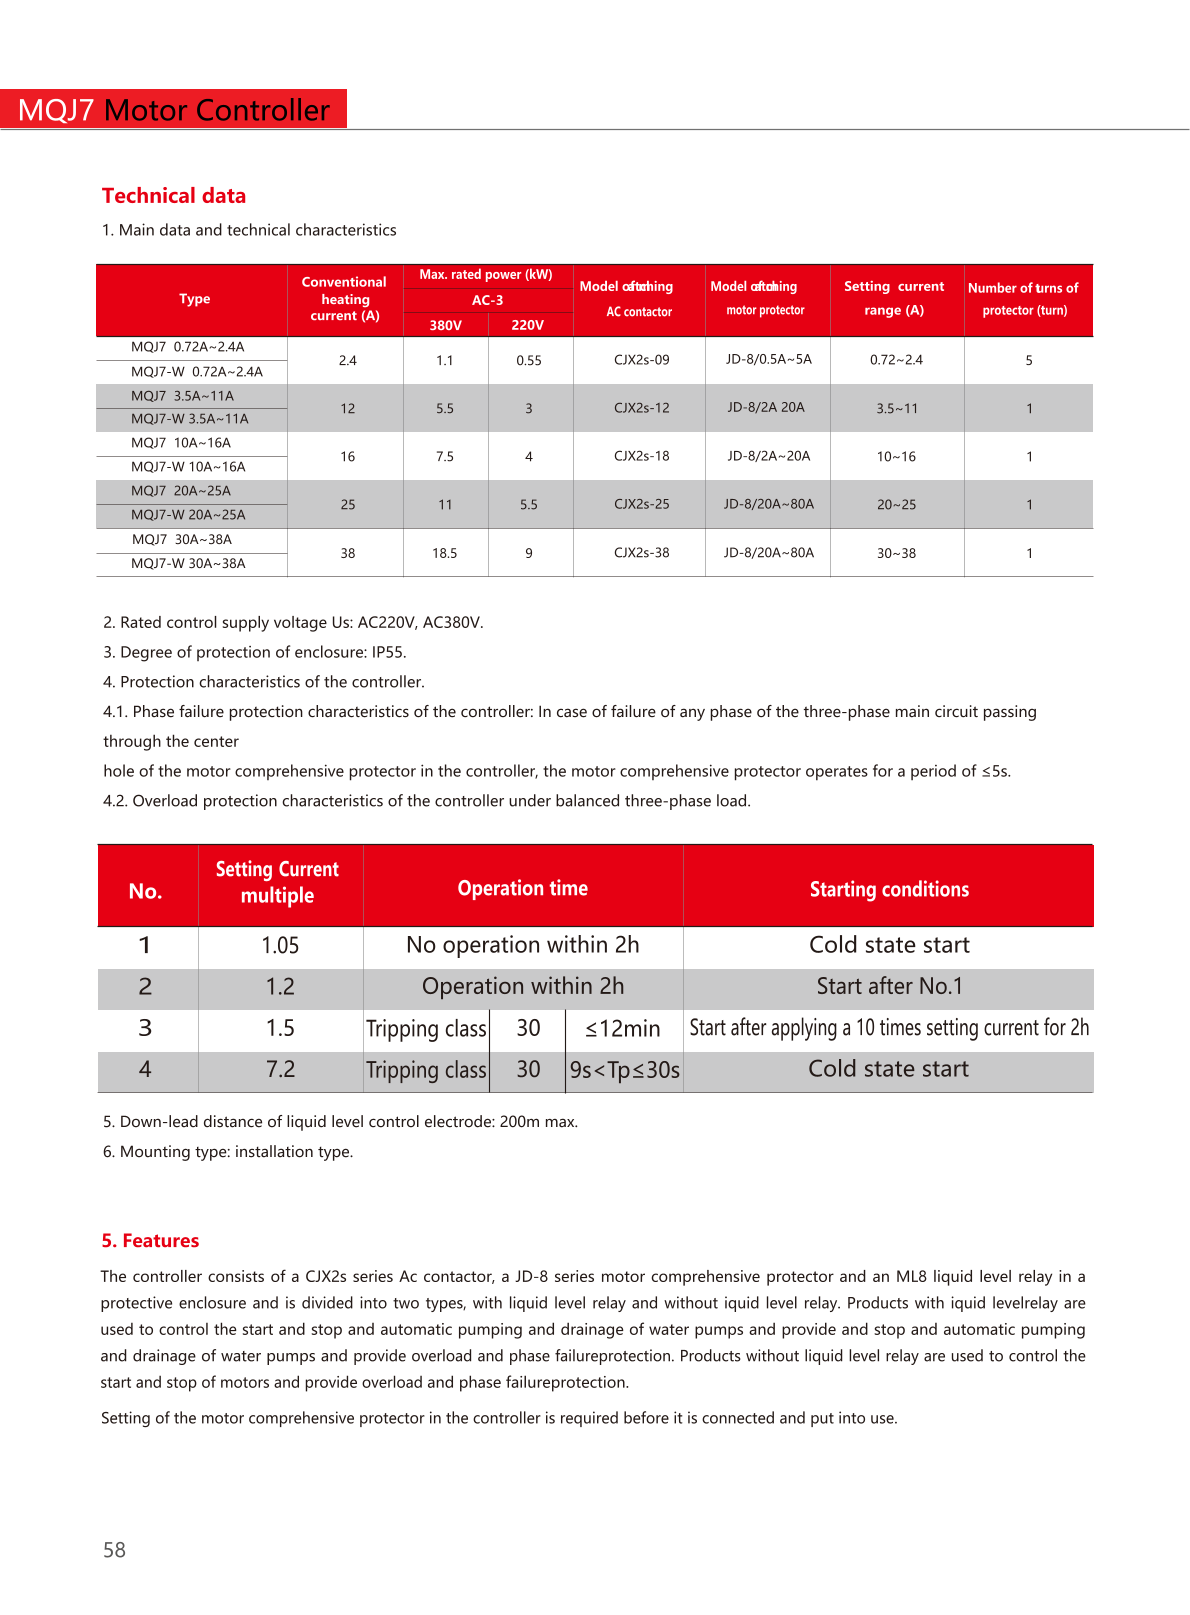 MQJ7 Motor Controller
Technical data
1. Main data and technical characteristics
Type
Conventional
heating
current (A)
Max. rated power (kW)
AC-3
380V 220V
Model of
AC contactor
Model of
motor protector
Setting current
range (A)
Number of turns of
protector (turn)
MQJ7 0.72A~2.4A
MQJ7-W 0.72A~2.4A
2.4 1.1 0.55 CJX2s-09 JD-8/0.5A~5A 0.72~2.4 5
MQJ7 3.5A~11A
MQJ7-W 3.5A~11A
12 5.5 3 CJX2s-12 JD-8/2A 20A 3.5~11 1
MQJ7 10A~16A
MQJ7-W 10A~16A
16 7.5 4 CJX2s-18 JD-8/2A~20A 10~16 1
MQJ7 20A~25A
MQJ7-W 20A~25A
25 11 5.5 CJX2s-25 JD-8/20A~80A 20~25 1
MQJ7 30A~38A
MQJ7-W 30A~38A
38 18.5 9 CJX2s-38 JD-8/20A~80A 30~38 1
2. Rated control supply voltage Us: AC220V, AC380V.
3. Degree of protection of enclosure: IP55.
4. Protection characteristics of the controller.
4.1. Phase failure protection characteristics of the controller: In case of failure of any phase of the three-phase main circuit passing
through the center
hole of the motor comprehensive protector in the controller, the motor comprehensive protector operates for a period of ≤5s.
4.2. Overload protection characteristics of the controller under balanced three-phase load.
No.
Setting Current
multiple
Operation time
Starting conditions
1 1.05 No operation within 2h Cold state start
2 1.2 Operation within 2h Start after No.1
3 1.5 Tripping class 30 ≤12min Start after applying a 10 times setting current for 2h
4 7.2 Tripping class 30 9s<Tp≤30s Cold state start
5. Down-lead distance of liquid level control electrode: 200m max.
6. Mounting type: installation type.
5. Features
The controller consists of a CJX2s series Ac contactor, a JD-8 series motor comprehensive protector and an ML8 liquid level relay in a
protective enclosure and is divided into two types, with liquid level relay and without iquid level relay. Products with iquid levelrelay are
used to control the start and stop and automatic pumping and drainage of water pumps and provide and stop and automatic pumping
and drainage of water pumps and provide overload and phase failureprotection. Products without liquid level relay are used to control the
start and stop of motors and provide overload and phase failureprotection.
Setting of the motor comprehensive protector in the controller is required before it is connected and put into use.
58